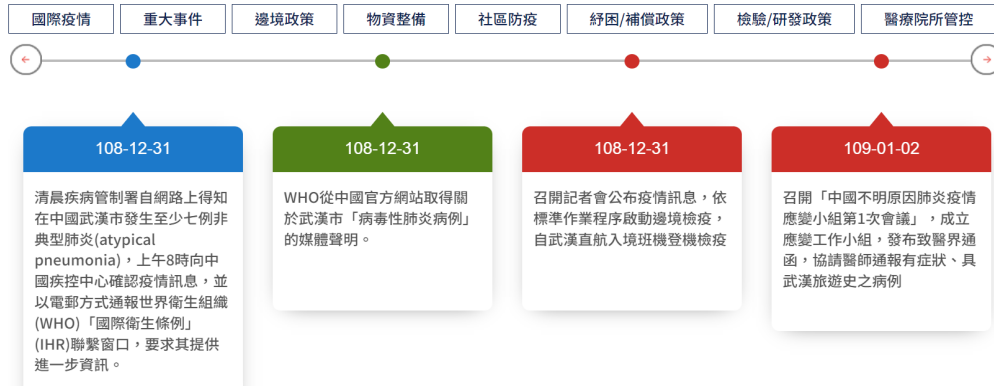 國際疫情
重大事件
邊境政策
物資整備
社區防疫
紓困/補償政策
檢驗/研發政策
醫療院所管控
108-12-31
清晨疾病管制署自網路上得知
在中國武漢市發生至少七例非
典型肺炎(atypical
pneumonia)，上午8時向中
國疾控中心確認疫情訊息，並
以電郵方式通報世界衛生組織
(WHO)「國際衛生條例」
(IHR)聯繫窗口，要求其提供
進一步資訊。
108-12-31
WHO從中國官方網站取得關
於武漢市「病毒性肺炎病例」
的媒體聲明。
108-12-31
召開記者會公布疫情訊息，依
標準作業程序啟動邊境檢疫，
自武漢直航入境班機登機檢疫
109-01-02
召開「中國不明原因肺炎疫情
應變小組第1次會議」，成立
應變工作小組，發布致醫界通
函，協請醫師通報有症狀、具
武漢旅遊史之病例